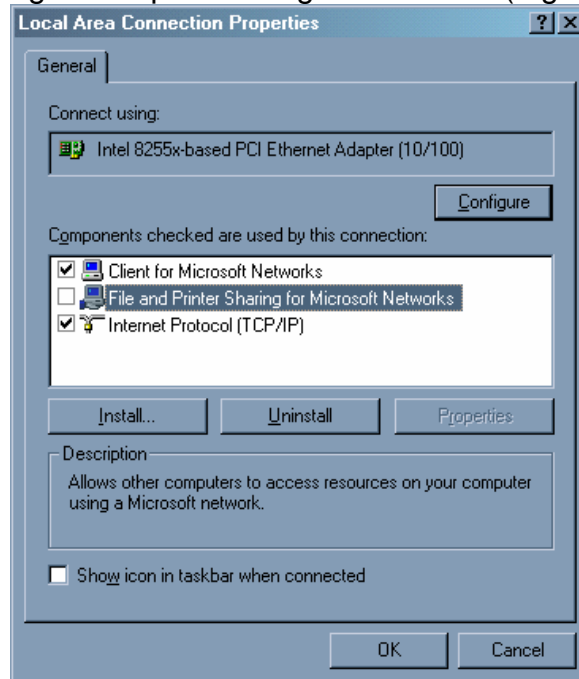 Local Area Connection Properties
General
Connect using:
Intel 8255x-based PCI Ethernet Adapter (10/100)
Configure
Components checked are used by this connection:
Client for Microsoft Networks
File and Printer Sharing for Microsoft Networks
Internet Protocol (TCP/IP)
Install...
Uninstall
Properties
Description
Allows other computers to access resources on your computer
using a Microsoft network.
Show icon in taskbar when connected
OK
Cancel